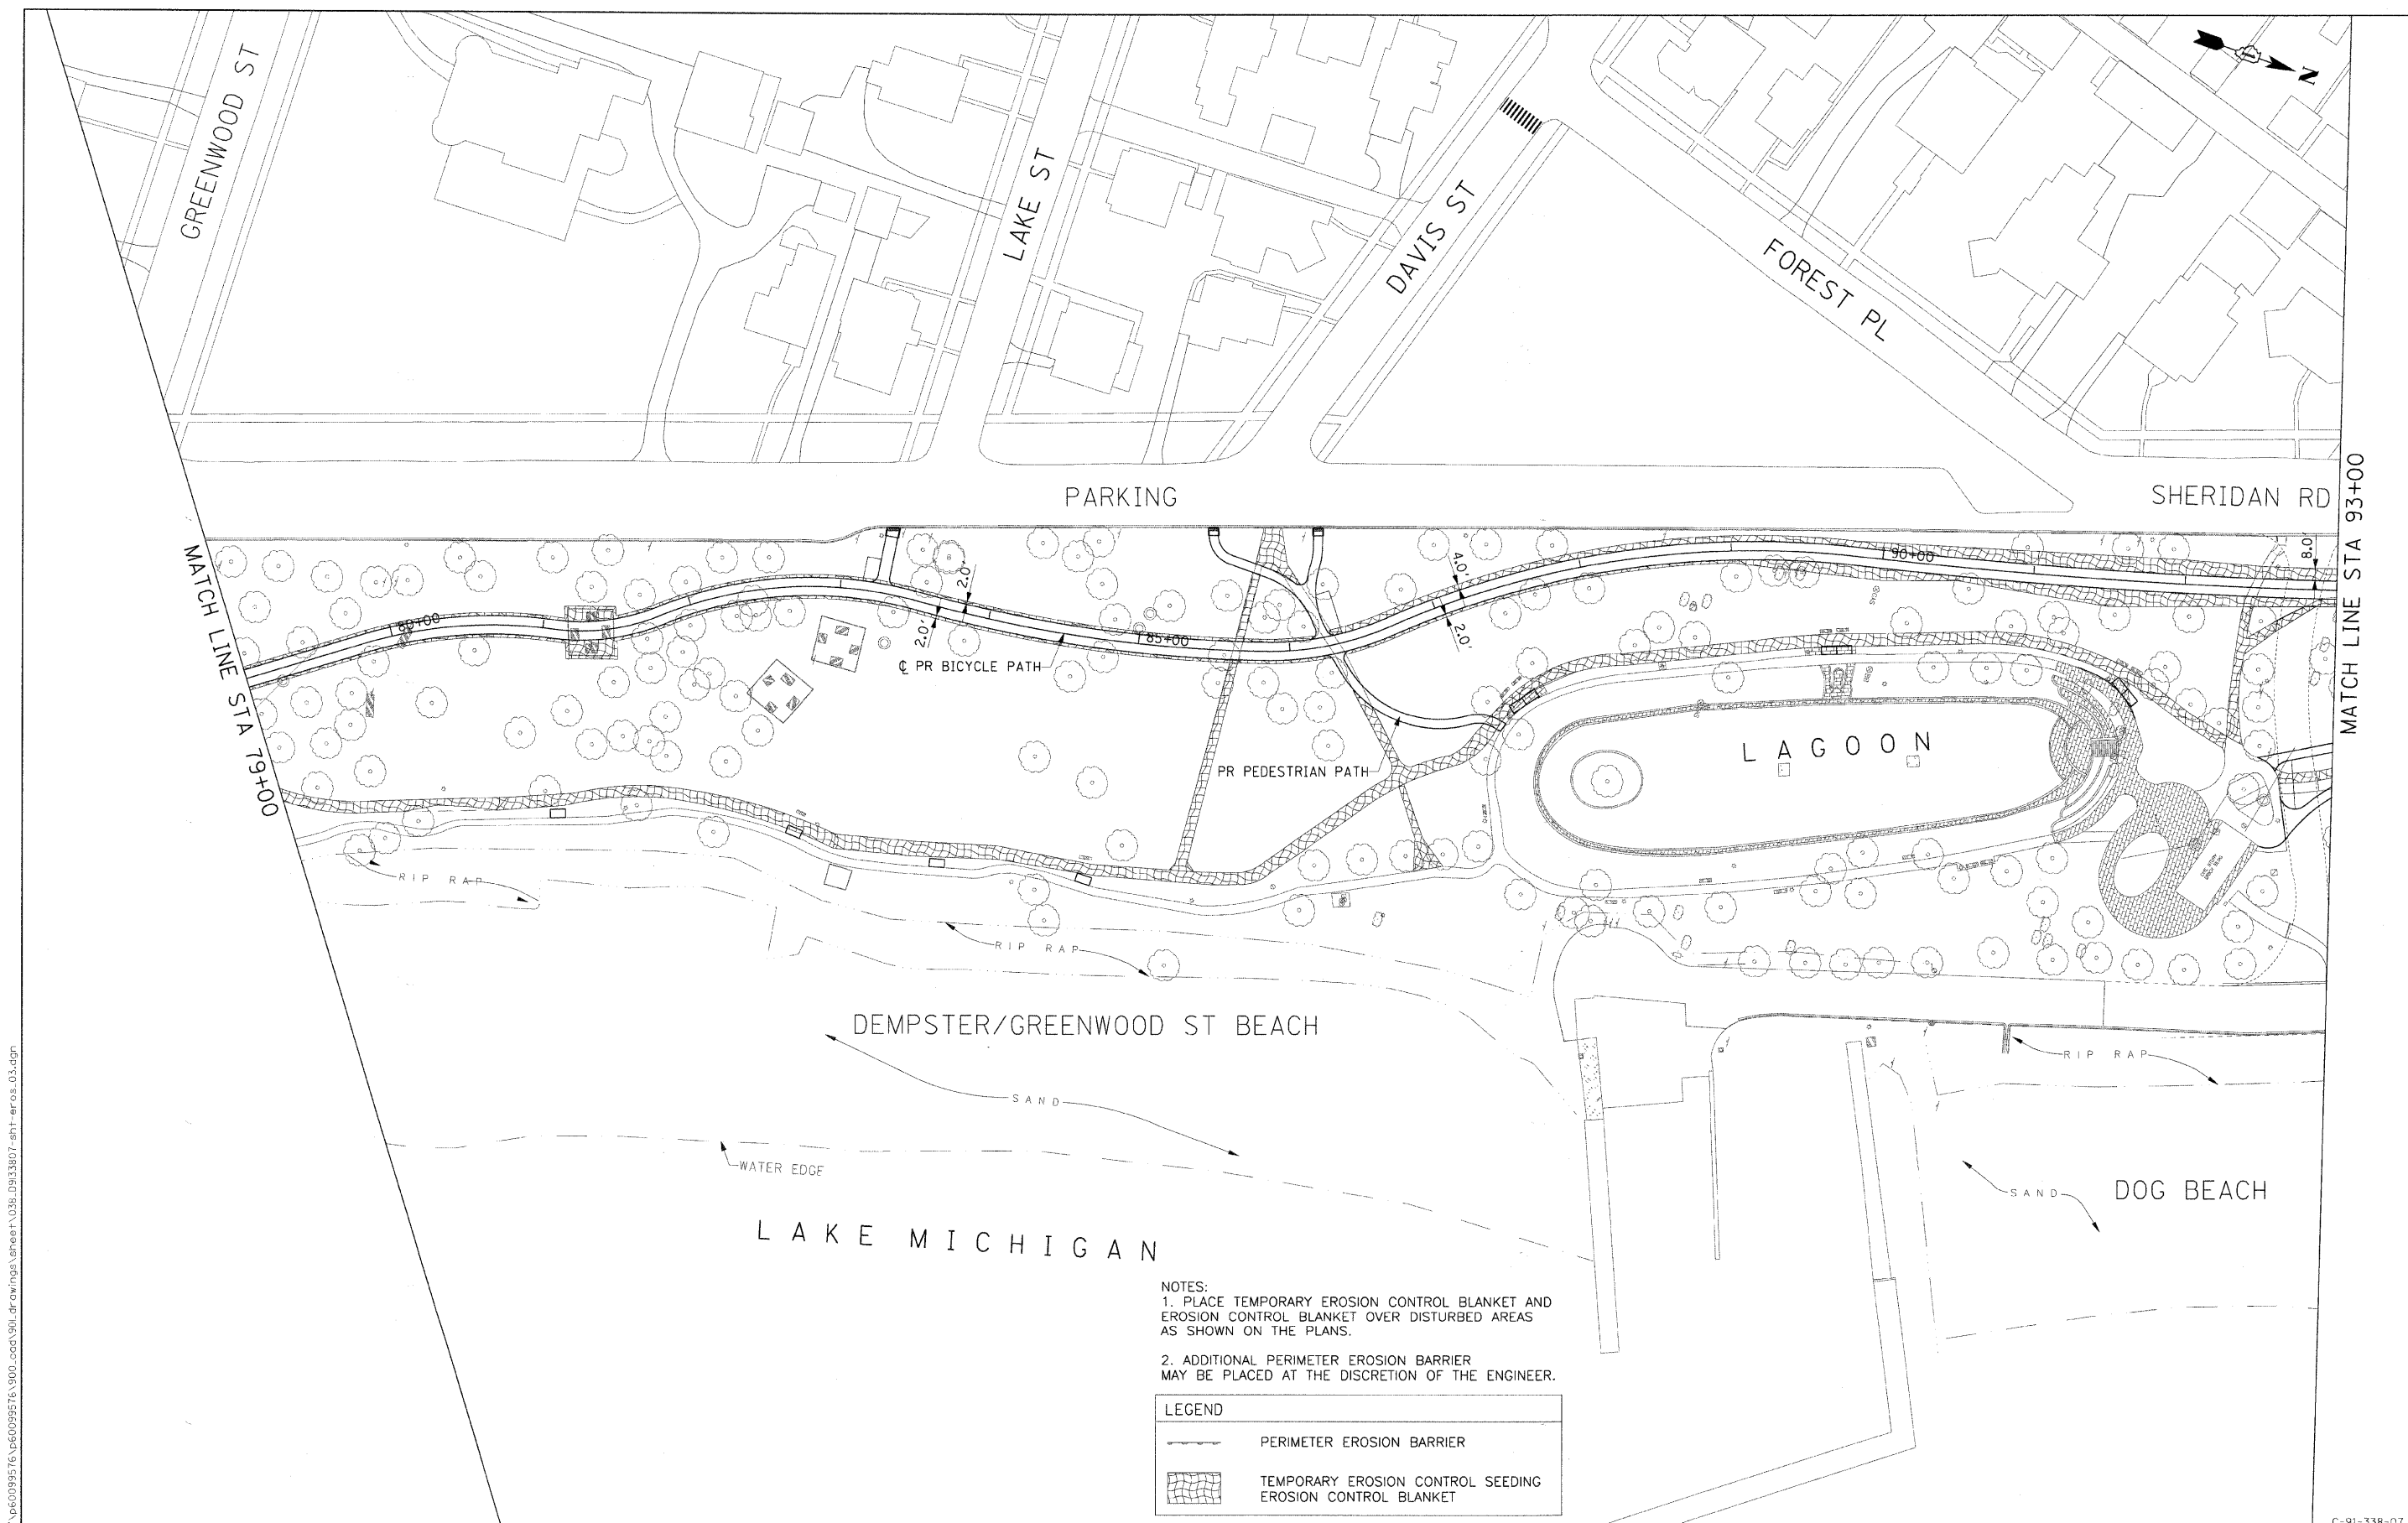 GREENWOOD ST
LAKE ST
DAVIS ST
FOREST PL
N
PARKING
SHERIDAN RD
MATCH LINE STA 93+00
MATCH LINE STA 79+00
80+00
85+00
90+00
2.0'
2.0'
4.0'
2.0'
8.0'
℄ PR BICYCLE PATH
PR PEDESTRIAN PATH
LAGOON
RIP RAP
RIP RAP
RIP RAP
DEMPSTER/GREENWOOD ST BEACH
SAND
WATER EDGE
LAKE MICHIGAN
SAND
DOG BEACH
NOTES:
1. PLACE TEMPORARY EROSION CONTROL BLANKET AND
EROSION CONTROL BLANKET OVER DISTURBED AREAS
AS SHOWN ON THE PLANS.
2. ADDITIONAL PERIMETER EROSION BARRIER
MAY BE PLACED AT THE DISCRETION OF THE ENGINEER.
LEGEND
PERIMETER EROSION BARRIER
TEMPORARY EROSION CONTROL SEEDING
EROSION CONTROL BLANKET
C-91-338-07